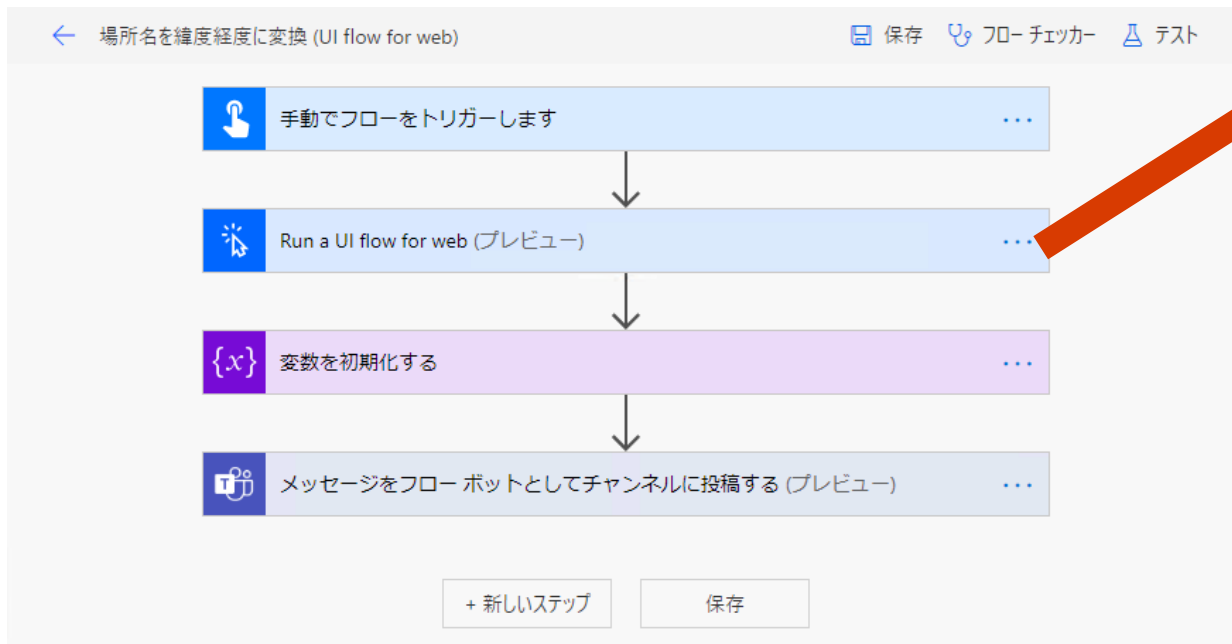 場所名を緯度経度に変換 (UI flow for web)
保存 フロー チェッカー テスト
手動でフローをトリガーします
Run a UI flow for web (プレビュー)
{x} 変数を初期化する
T メッセージをフロー ボットとしてチャンネルに投稿する (プレビュー)
+ 新しいステップ 保存